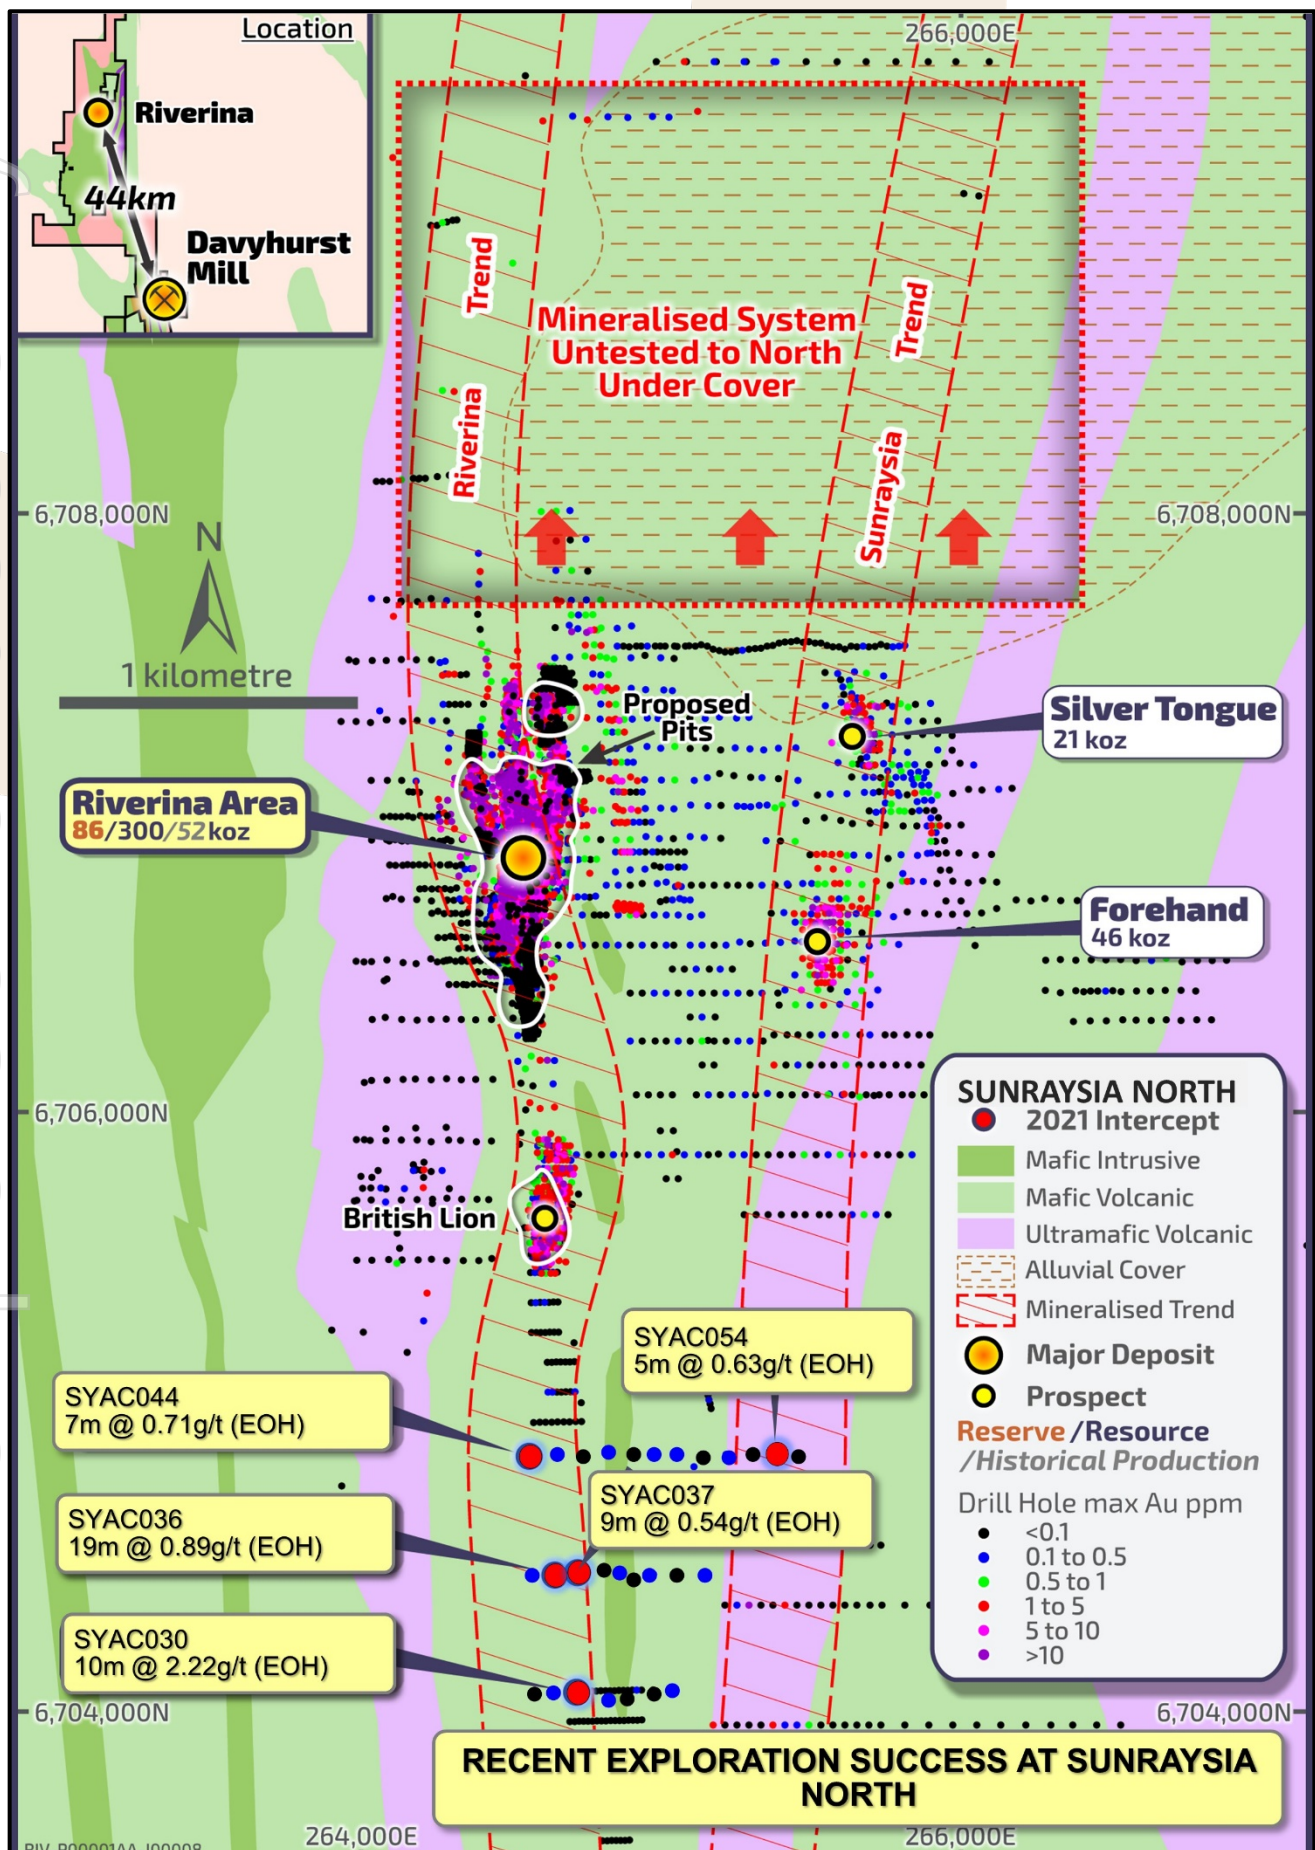 Location
Riverina
44km
Davyhurst
Mill
266,000E
Trend
Riverina
Mineralised System
Untested to North
Under Cover
Trend
Sunraysia
6,708,000N
6,708,000N
N
1 kilometre
Proposed
Pits
Silver Tongue
21 koz
Riverina Area
86/300/52 koz
Forehand
46 koz
6,706,000N
British Lion
SUNRAYSIA NORTH
2021 Intercept
Mafic Intrusive
Mafic Volcanic
Ultramafic Volcanic
Alluvial Cover
Mineralised Trend
Major Deposit
Prospect
Reserve /Resource
/Historical Production
Drill Hole max Au ppm
<0.1
0.1 to 0.5
0.5 to 1
1 to 5
5 to 10
>10
SYAC054
5m @ 0.63g/t (EOH)
SYAC044
7m @ 0.71g/t (EOH)
SYAC037
9m @ 0.54g/t (EOH)
SYAC036
19m @ 0.89g/t (EOH)
SYAC030
10m @ 2.22g/t (EOH)
6,704,000N
6,704,000N
RECENT EXPLORATION SUCCESS AT SUNRAYSIA
NORTH
264,000E
266,000E